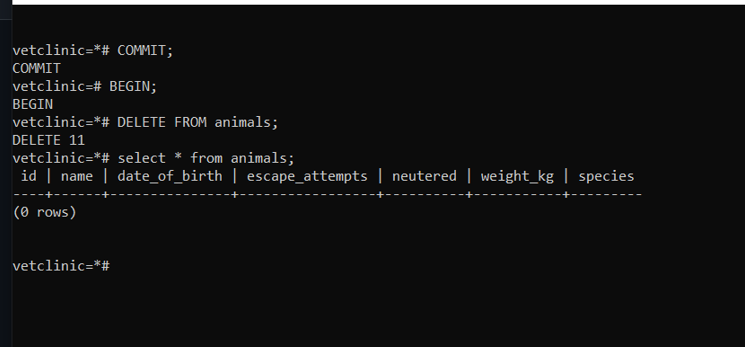 vetclinic=*# COMMIT;
COMMIT
vetclinic=# BEGIN;
BEGIN
vetclinic=*# DELETE FROM animals;
DELETE 11
vetclinic=*# select * from animals;
 id | name | date_of_birth | escape_attempts | neutered | weight_kg | species
----+------+---------------+-----------------+----------+-----------+---------
(0 rows)
vetclinic=*#